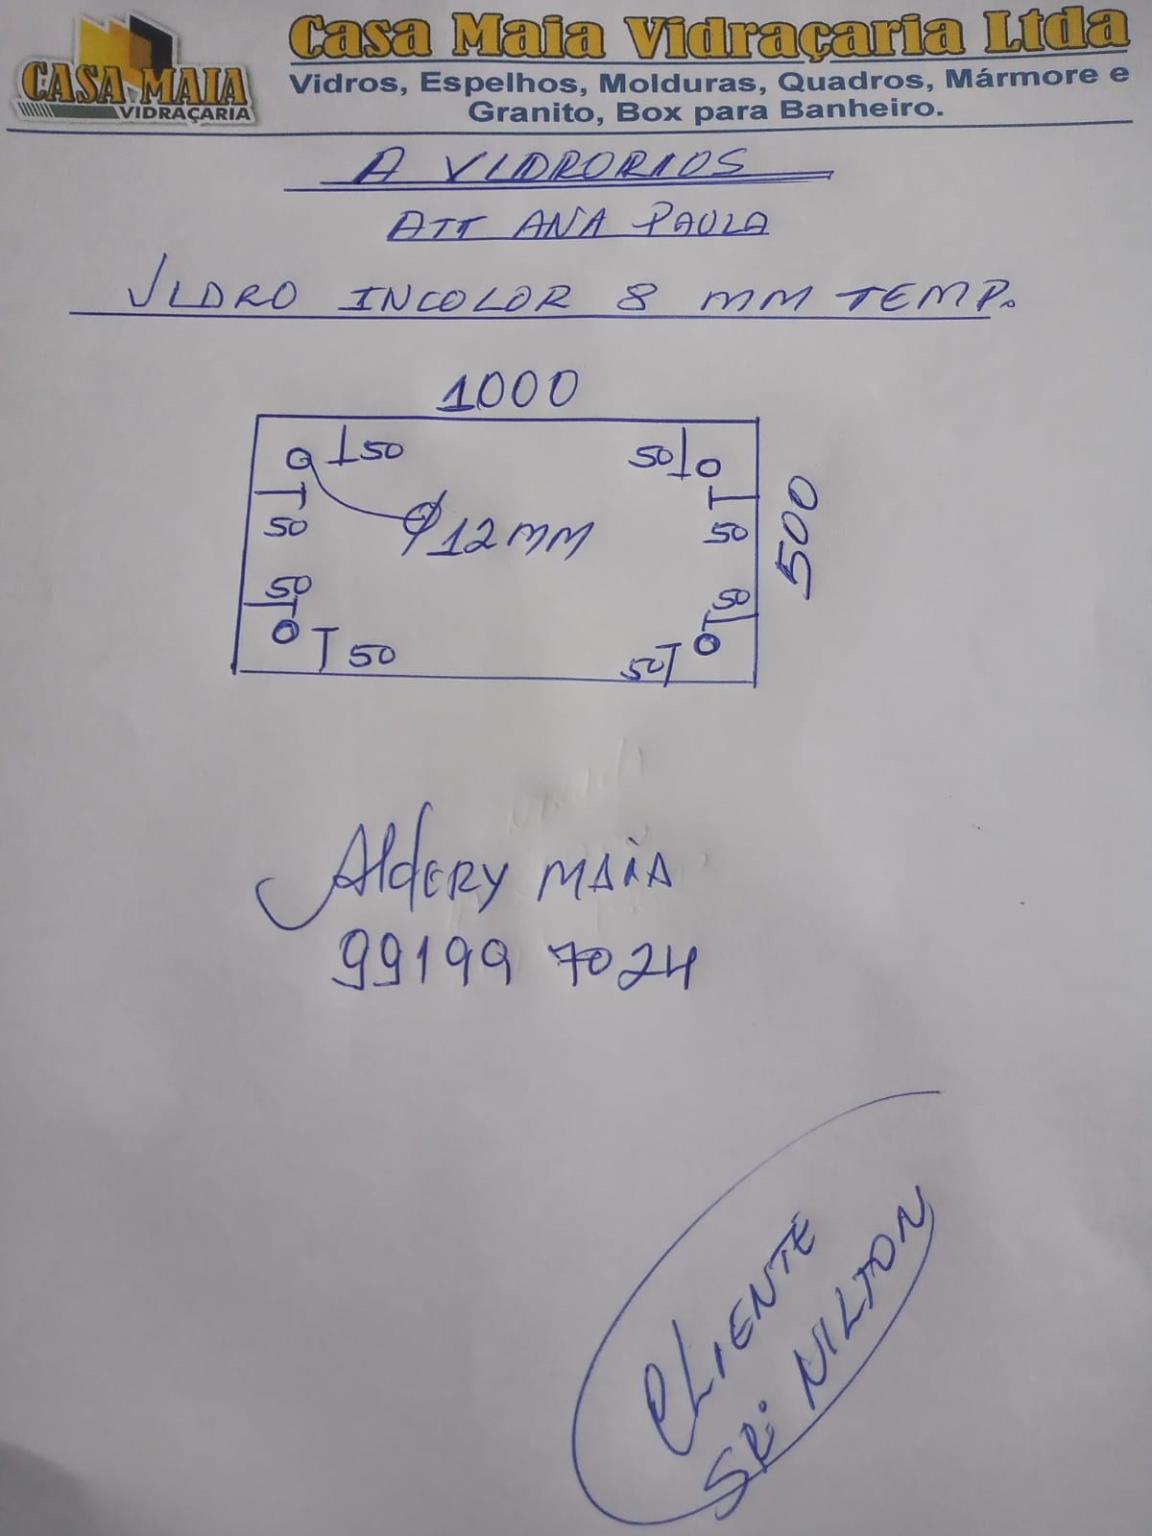 CASA MAIA
VIDRAÇARIA
Casa Maia Vidraçaria Ltda
Vidros, Espelhos, Molduras, Quadros, Mármore e
Granito, Box para Banheiro.
A VIDRORIOS
ATT ANA PAULA
VIDRO INCOLOR 8 MM TEMP.
1000
50 50
50 Ø12MM 50
500
50 50
50 50
Aldery MAIA
99199 7024
CLIENTE
SR: NILTON